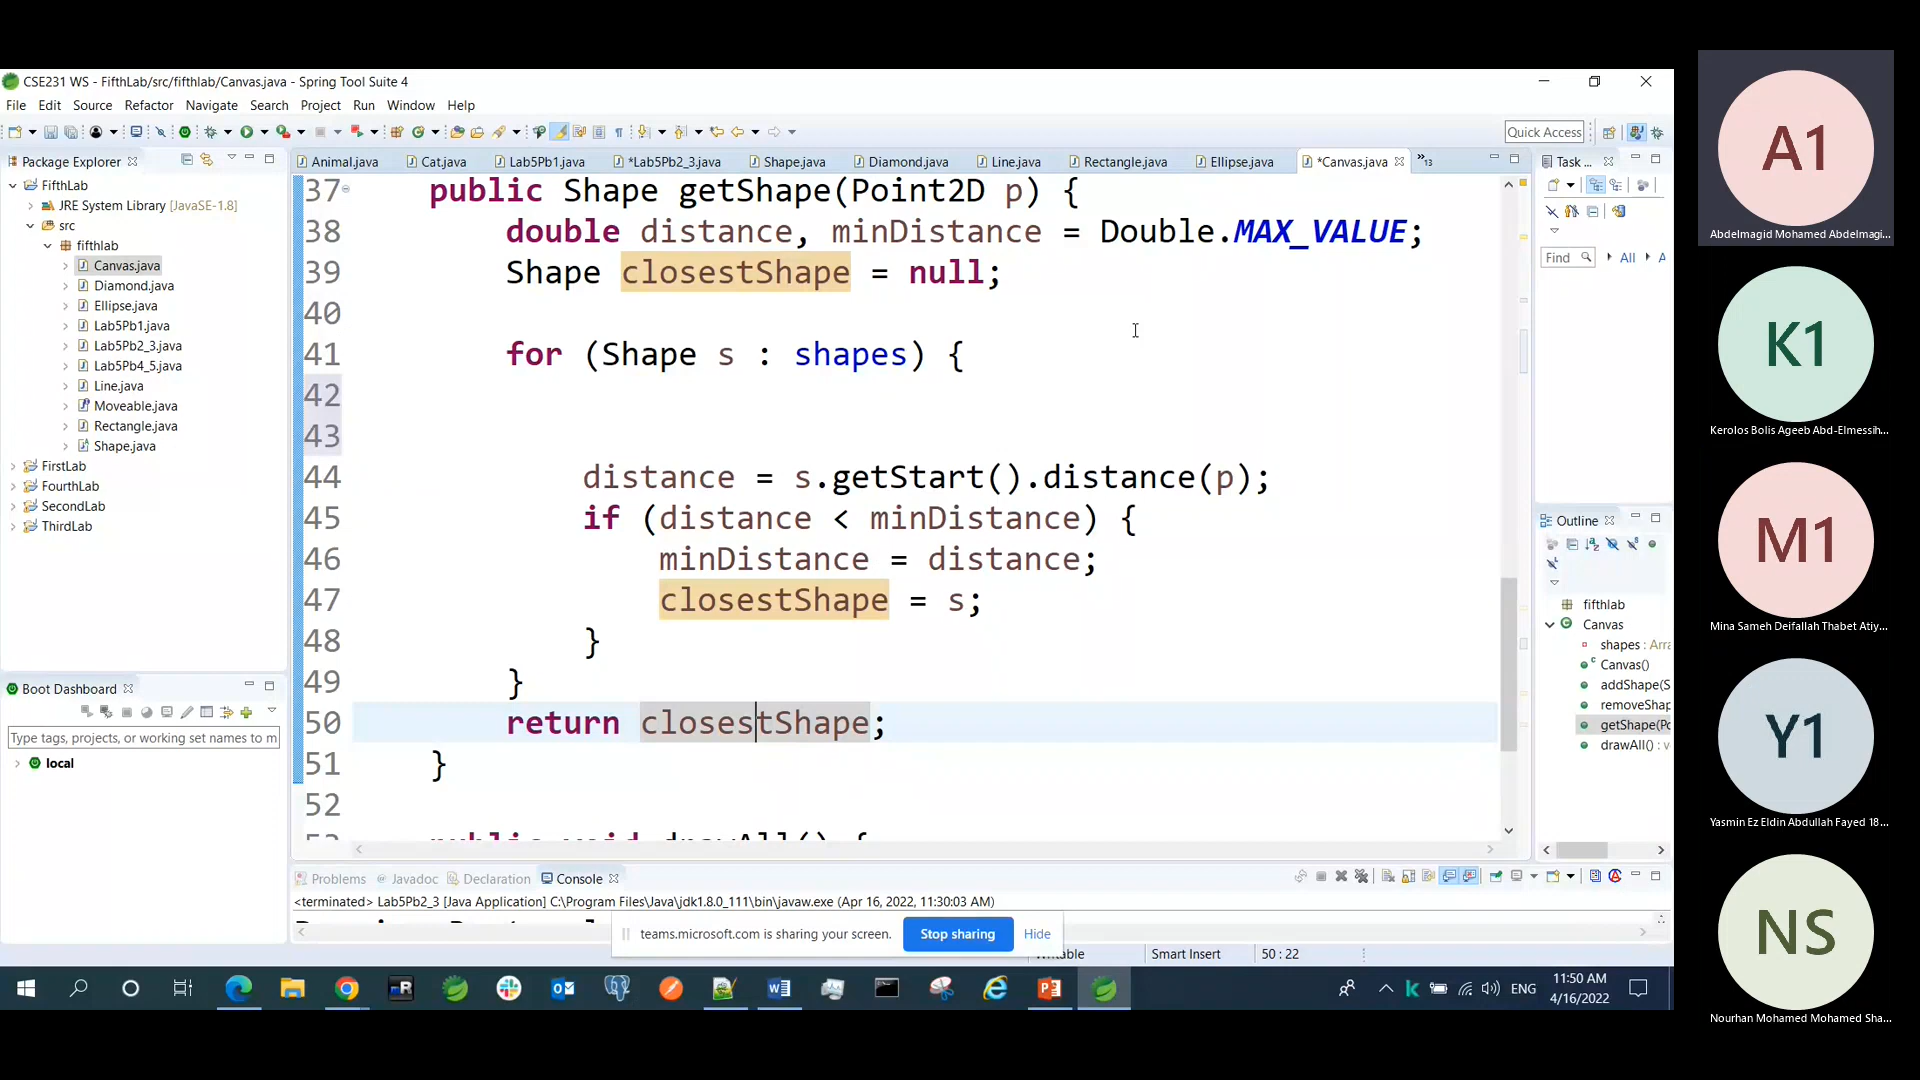 CSE231 WS - FifthLab/src/fifthlab/Canvas.java - Spring Tool Suite 4
File Edit Source Refactor Navigate Search Project Run Window Help
Quick Access
Package Explorer
FifthLab
JRE System Library [JavaSE-1.8]
src
fifthlab
Canvas.java
Diamond.java
Ellipse.java
Lab5Pb1.java
Lab5Pb2_3.java
Lab5Pb4_5.java
Line.java
Moveable.java
Rectangle.java
Shape.java
FirstLab
FourthLab
SecondLab
ThirdLab
Boot Dashboard
Type tags, projects, or working set names to m
local
Animal.java Cat.java Lab5Pb1.java *Lab5Pb2_3.java Shape.java Diamond.java Line.java Rectangle.java Ellipse.java *Canvas.java »13
37 public Shape getShape(Point2D p) {
38 double distance, minDistance = Double.MAX_VALUE;
39 Shape closestShape = null;
40
41 for (Shape s : shapes) {
42
43
44 distance = s.getStart().distance(p);
45 if (distance < minDistance) {
46 minDistance = distance;
47 closestShape = s;
48 }
49 }
50 return closestShape;
51 }
52
public void drawAll() {
Problems Javadoc Declaration Console
<terminated> Lab5Pb2_3 [Java Application] C:\Program Files\Java\jdk1.8.0_111\bin\javaw.exe (Apr 16, 2022, 11:30:03 AM)
teams.microsoft.com is sharing your screen. Stop sharing Hide
Writable Smart Insert 50 : 22
Task ...
Find All A
Outline
fifthlab
Canvas
shapes : Arra
Canvas()
addShape(S
removeShap
getShape(Po
drawAll() : v
ENG
11:50 AM
4/16/2022
A1
Abdelmagid Mohamed Abdelmagi...
K1
Kerolos Bolis Ageeb Abd-Elmessih...
M1
Mina Sameh Deifallah Thabet Atiy...
Y1
Yasmin Ez Eldin Abdullah Fayed 18...
NS
Nourhan Mohamed Mohamed Sha...